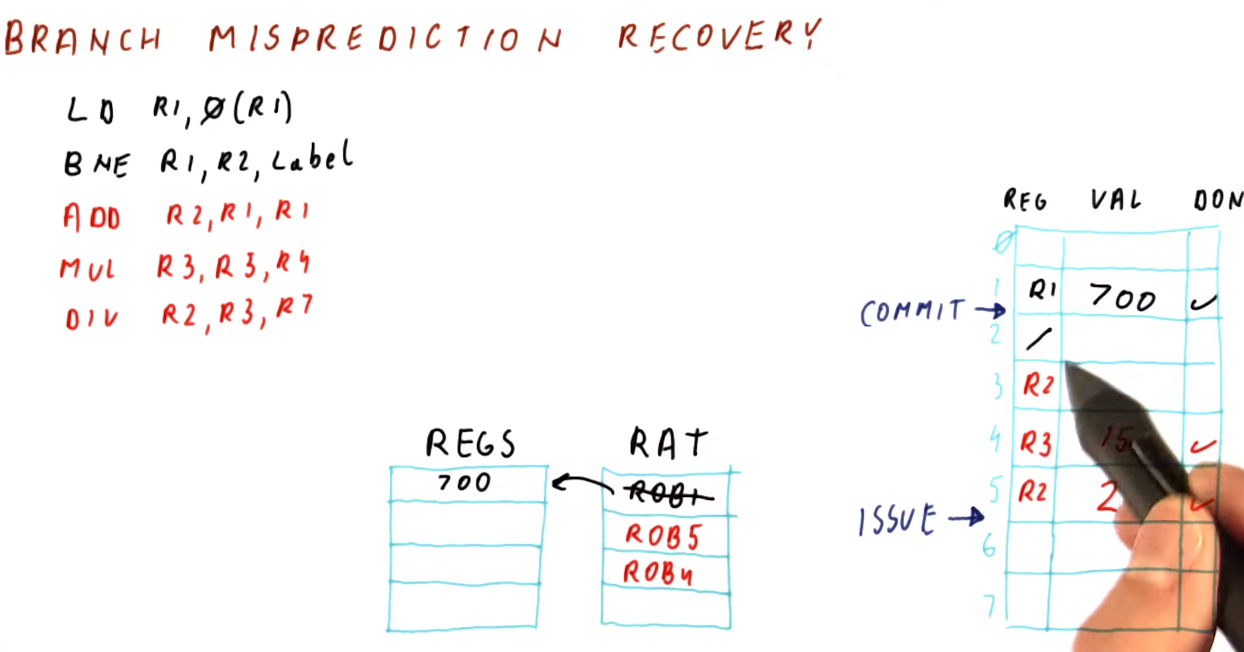 BRANCH MISPREDICTION RECOVERY
LD R1, Ø(R1)
BNE R1, R2, Label
ADD R2, R1, R1
MUL R3, R3, R4
DIV R2, R3, R7
REG VAL DON
Ø
1 R1 700 ✓
COMMIT →
2 /
3 R2
4 R3 15 ✓
5 R2 2 ✓
ISSUE →
6
7
REGS RAT
700 ← ROB1
ROB5
ROB4